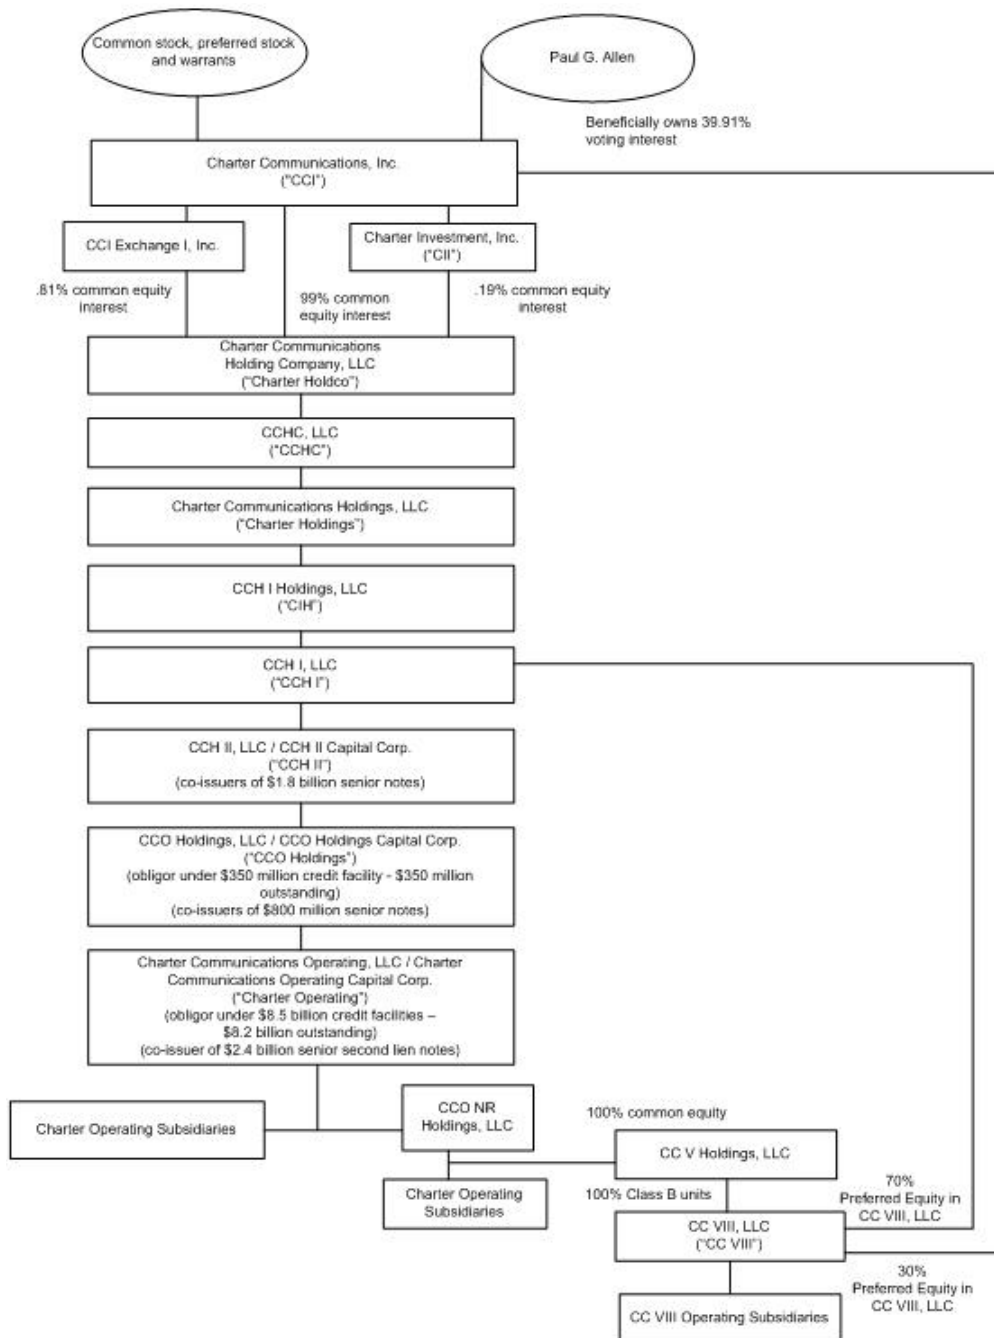 Common stock, preferred stock
and warrants
Paul G. Allen
Beneficially owns 39.91%
voting interest
Charter Communications, Inc.
("CCI")
CCI Exchange I, Inc.
Charter Investment, Inc.
("CII")
.81% common equity
interest
99% common
equity interest
.19% common equity
interest
Charter Communications
Holding Company, LLC
("Charter Holdco")
CCHC, LLC
("CCHC")
Charter Communications Holdings, LLC
("Charter Holdings")
CCH I Holdings, LLC
("CIH")
CCH I, LLC
("CCH I")
CCH II, LLC / CCH II Capital Corp.
("CCH II")
(co-issuers of $1.8 billion senior notes)
CCO Holdings, LLC / CCO Holdings Capital Corp.
("CCO Holdings")
(obligor under $350 million credit facility - $350 million
outstanding)
(co-issuers of $800 million senior notes)
Charter Communications Operating, LLC / Charter
Communications Operating Capital Corp.
("Charter Operating")
(obligor under $8.5 billion credit facilities –
$8.2 billion outstanding)
(co-issuer of $2.4 billion senior second lien notes)
Charter Operating Subsidiaries
CCO NR
Holdings, LLC
100% common equity
CC V Holdings, LLC
Charter Operating
Subsidiaries
100% Class B units
70%
Preferred Equity in
CC VIII, LLC
CC VIII, LLC
("CC VIII")
30%
Preferred Equity in
CC VIII, LLC
CC VIII Operating Subsidiaries